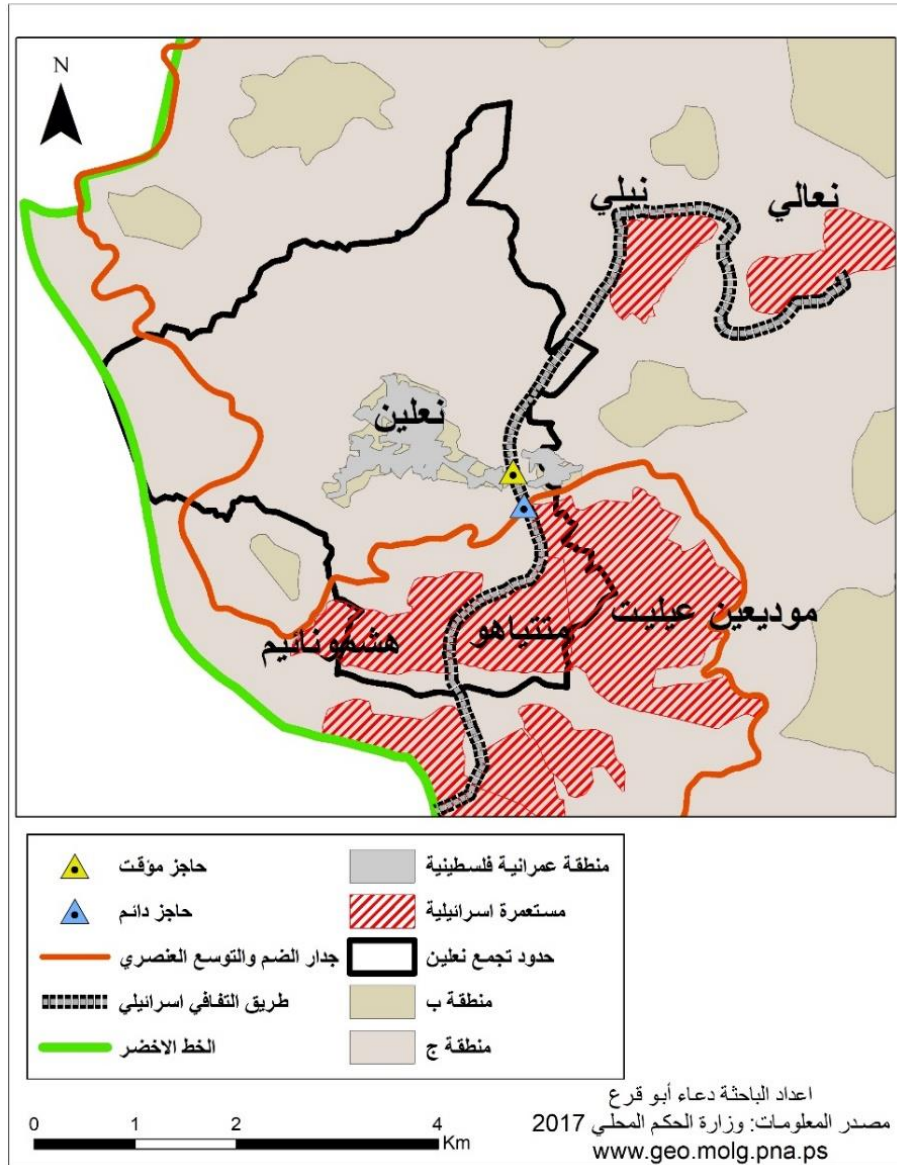 N
نعالي
نيلي
نعلين
موديعين عيليت
متتياهو
هشمونائيم
منطقة عمرانية فلسطينية
حاجز مؤقت
مستعمرة اسرائيلية
حاجز دائم
حدود تجمع نعلين
جدار الضم والتوسع العنصري
منطقة ب
طريق التفافي اسرائيلي
منطقة ج
الخط الاخضر
0 1 2 4
Km
اعداد الباحثة دعاء أبو قرع
مصدر المعلومات: وزارة الحكم المحلي 2017
www.geo.molg.pna.ps